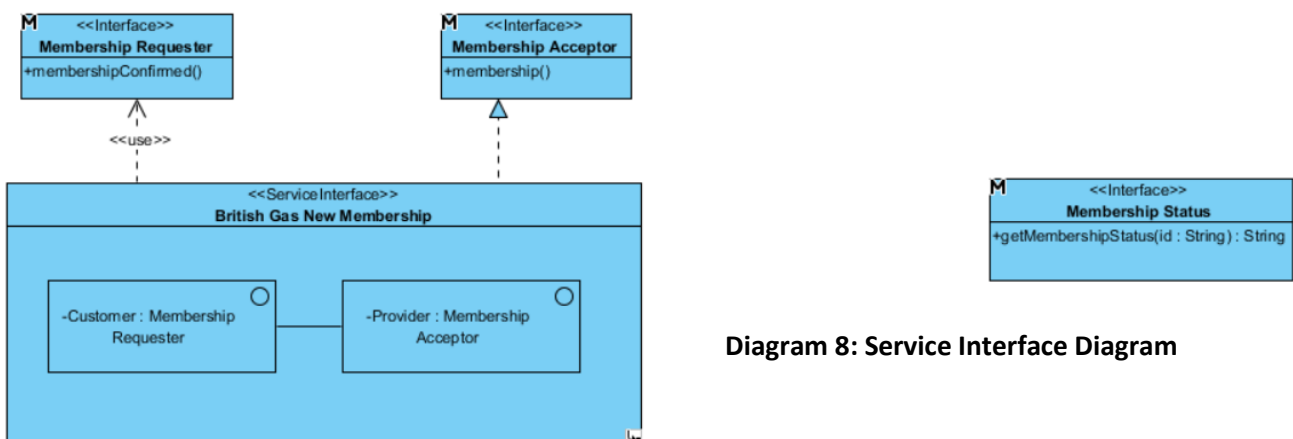 M
<<Interface>>
Membership Requester
+membershipConfirmed()
M
<<Interface>>
Membership Acceptor
+membership()
<<use>>
<<ServiceInterface>>
British Gas New Membership
-Customer : Membership
Requester
-Provider : Membership
Acceptor
M
<<Interface>>
Membership Status
+getMembershipStatus(id : String) : String
Diagram 8: Service Interface Diagram